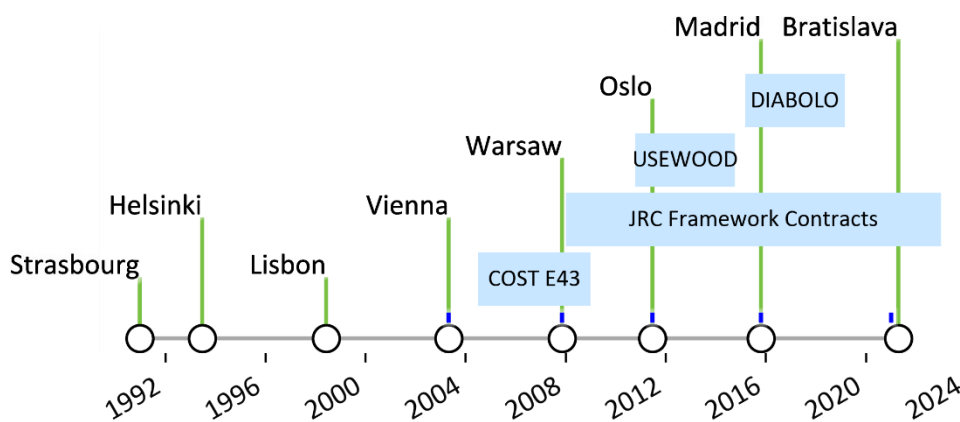 Madrid
Bratislava
Oslo
DIABOLO
Warsaw
USEWOOD
Helsinki
Vienna
JRC Framework Contracts
Strasbourg
Lisbon
COST E43
1992
1996
2000
2004
2008
2012
2016
2020
2024